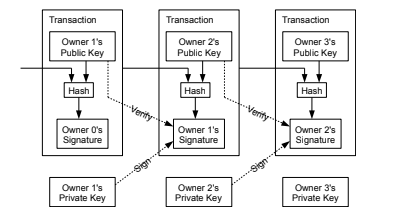 Transaction
Owner 1's
Public Key
Hash
Owner 0's
Signature
Verify
Transaction
Owner 2's
Public Key
Hash
Owner 1's
Signature
Verify
Transaction
Owner 3's
Public Key
Hash
Owner 2's
Signature
Owner 1's
Private Key
Sign
Owner 2's
Private Key
Sign
Owner 3's
Private Key